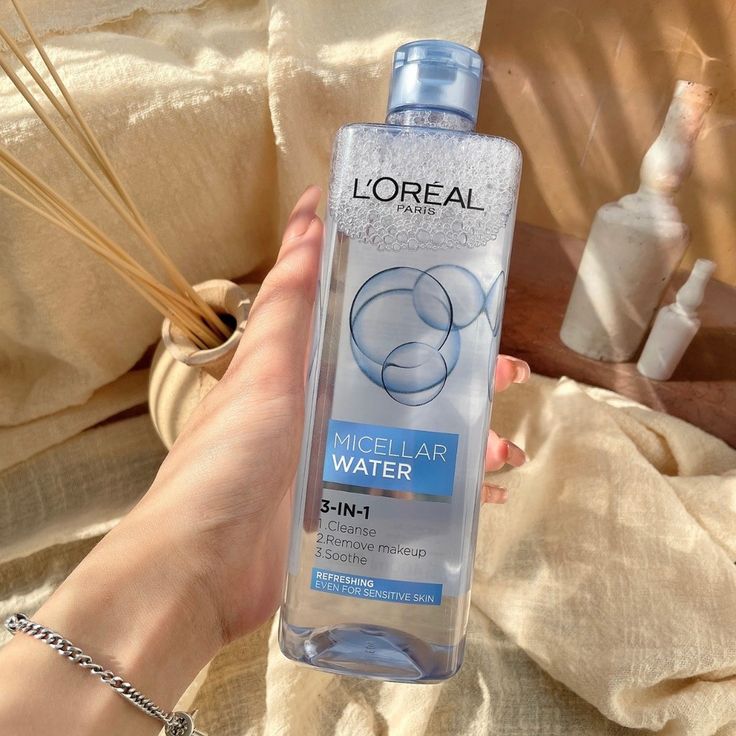 L'ORÉAL
PARIS
MICELLAR
WATER
3-IN-1
1.Cleanse
2.Remove makeup
3.Soothe
REFRESHING
EVEN FOR SENSITIVE SKIN